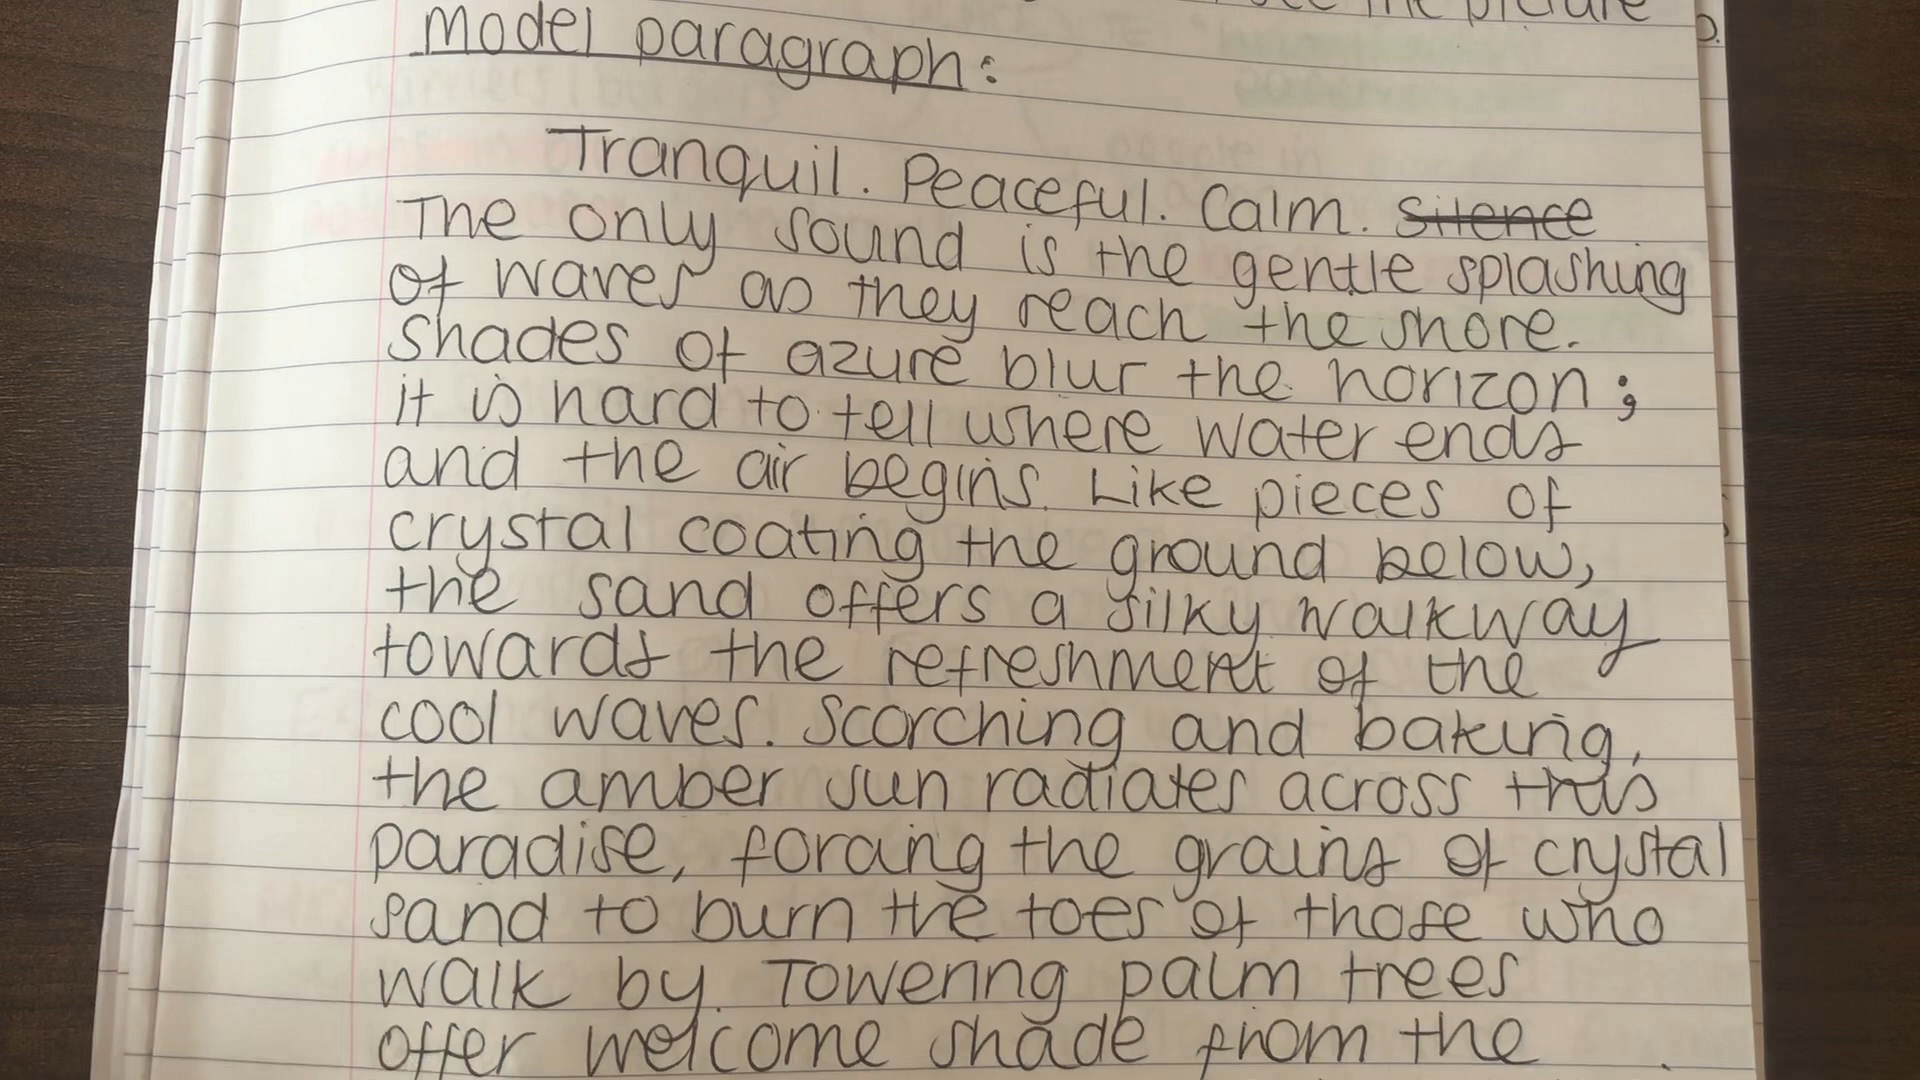 the picture
Model paragraph:
Tranquil. Peaceful. Calm. Silence
The only sound is the gentle splashing
of waves as they reach the shore.
Shades of azure blur the horizon;
it is hard to tell where water ends
and the air begins. Like pieces of
crystal coating the ground below,
the sand offers a silky walkway
towards the refreshment of the
cool waves. Scorching and baking,
the amber sun radiates across this
paradise, forcing the grains of crystal
sand to burn the toes of those who
walk by. Towering palm trees
offer welcome shade from the